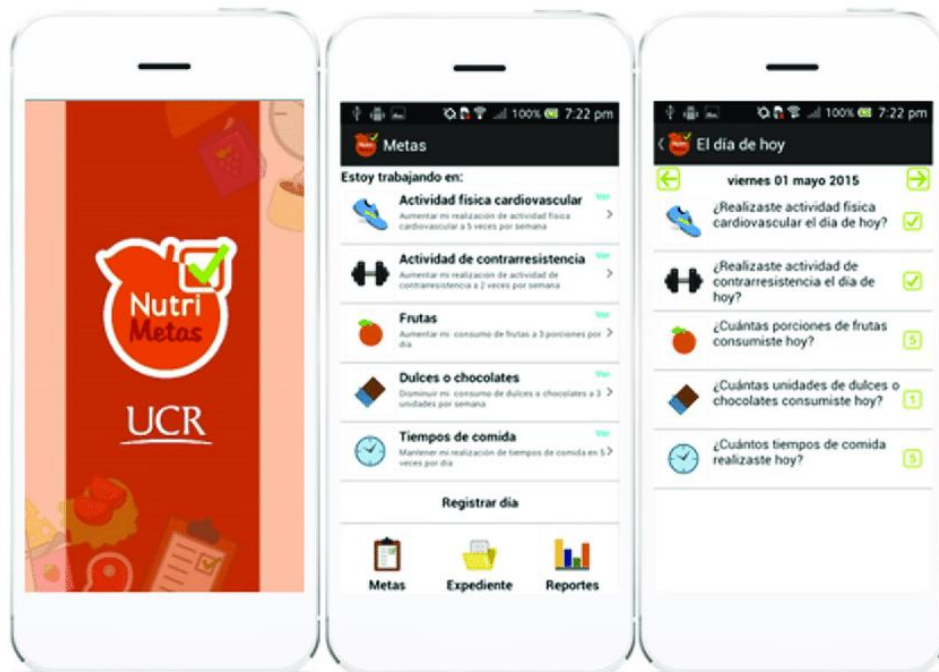 Nutri
Metas
UCR
100% 7:22 pm
Metas
Estoy trabajando en:
Actividad física cardiovascular
Ver
Aumentar mi realización de actividad física
cardiovascular a 5 veces por semana
Actividad de contrarresistencia
Ver
Aumentar mi realización de actividad de
contrarresistencia a 2 veces por semana
Frutas
Ver
Aumentar mi consumo de frutas a 3 porciones por
día
Dulces o chocolates
Ver
Disminuir mi consumo de dulces o chocolates a 3
unidades por semana
Tiempos de comida
Ver
Mantener mi realización de tiempos de comida en 5
veces por día
Registrar día
Metas Expediente Reportes
100% 7:22 pm
El día de hoy
viernes 01 mayo 2015
¿Realizaste actividad física
cardiovascular el día de hoy?
¿Realizaste actividad de
contrarresistencia el día de
hoy?
¿Cuántas porciones de frutas
consumiste hoy?
5
¿Cuántas unidades de dulces o
chocolates consumiste hoy?
1
¿Cuántos tiempos de comida
realizaste hoy?
5